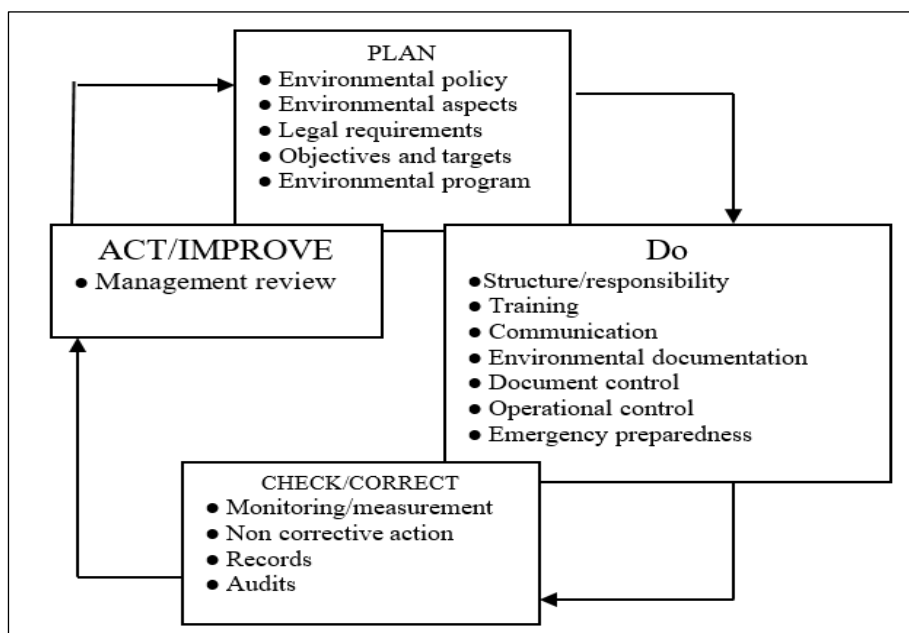 PLAN
● Environmental policy
● Environmental aspects
● Legal requirements
● Objectives and targets
● Environmental program
ACT/IMPROVE
● Management review
Do
●Structure/responsibility
● Training
● Communication
● Environmental documentation
● Document control
● Operational control
● Emergency preparedness
CHECK/CORRECT
● Monitoring/measurement
● Non corrective action
● Records
● Audits